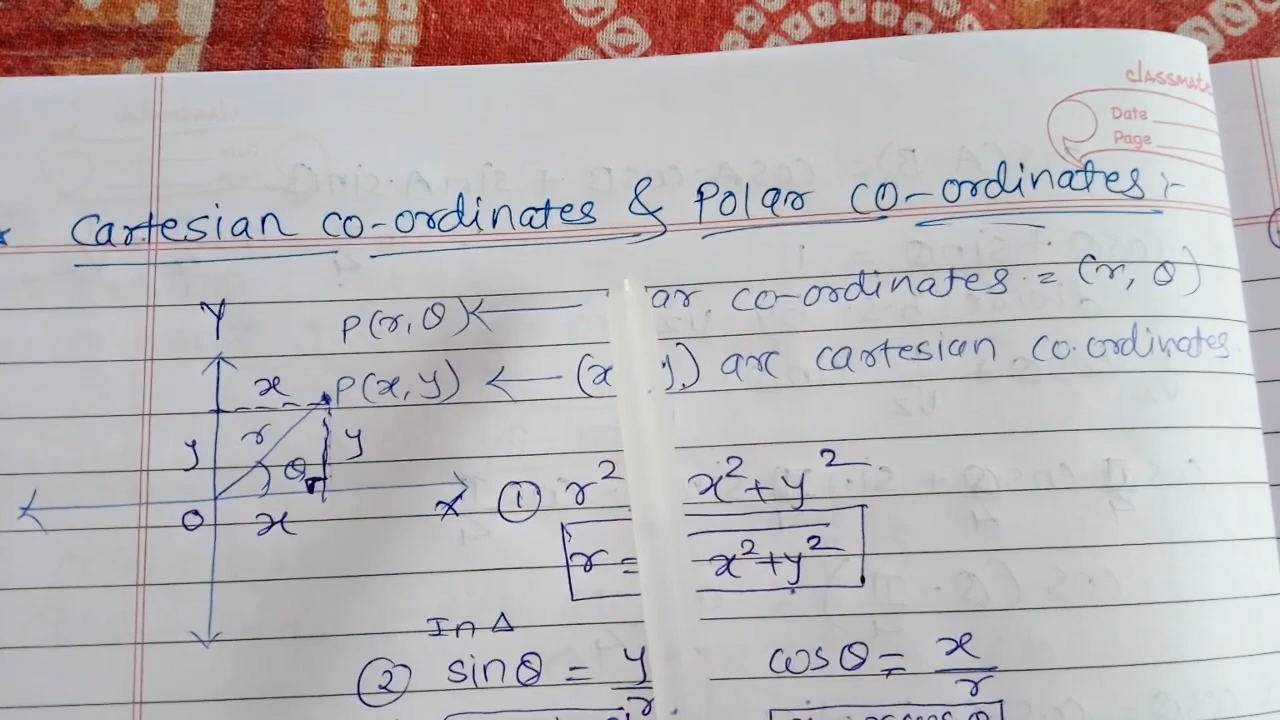 classmate
Date
Page
Cartesian co-ordinates & Polar co-ordinates :-
Y P(r, θ) ← ar co-ordinates = (r, θ)
x P(x, y) ← (x y) are cartesian co.ordinates
y r θ y
O x X ① r² x² + y²
r = x² + y²
In Δ
② sinθ = y/r cosθ = x/r